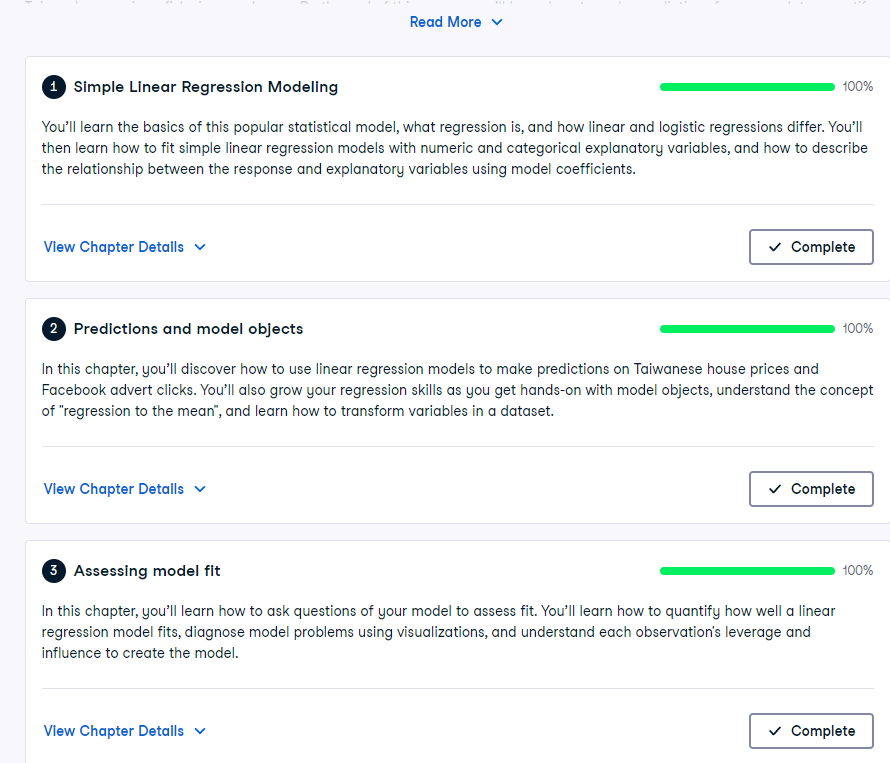 Read More
1 Simple Linear Regression Modeling 100%
You'll learn the basics of this popular statistical model, what regression is, and how linear and logistic regressions differ. You'll
then learn how to fit simple linear regression models with numeric and categorical explanatory variables, and how to describe
the relationship between the response and explanatory variables using model coefficients.
View Chapter Details Complete
2 Predictions and model objects 100%
In this chapter, you'll discover how to use linear regression models to make predictions on Taiwanese house prices and
Facebook advert clicks. You'll also grow your regression skills as you get hands-on with model objects, understand the concept
of "regression to the mean", and learn how to transform variables in a dataset.
View Chapter Details Complete
3 Assessing model fit 100%
In this chapter, you'll learn how to ask questions of your model to assess fit. You'll learn how to quantify how well a linear
regression model fits, diagnose model problems using visualizations, and understand each observation's leverage and
influence to create the model.
View Chapter Details Complete